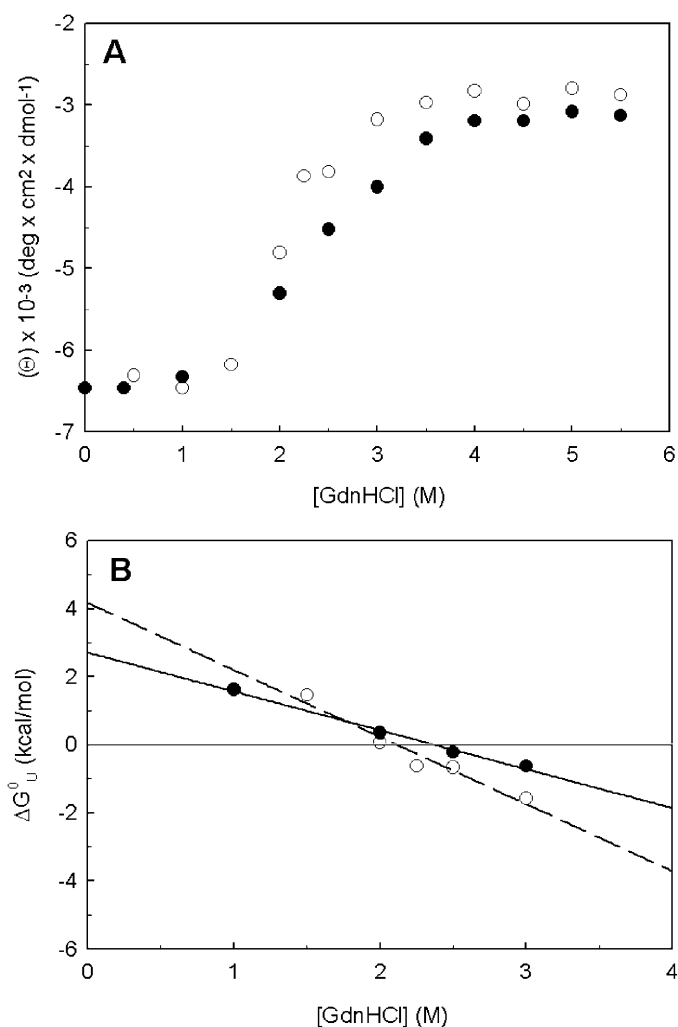 A
-2
-3
-4
-5
-6
-7
(Θ) x 10-3 (deg x cm2 x dmol-1)
0 1 2 3 4 5 6
[GdnHCl] (M)
B
6
4
2
0
-2
-4
-6
ΔG0U (kcal/mol)
0 1 2 3 4
[GdnHCl] (M)